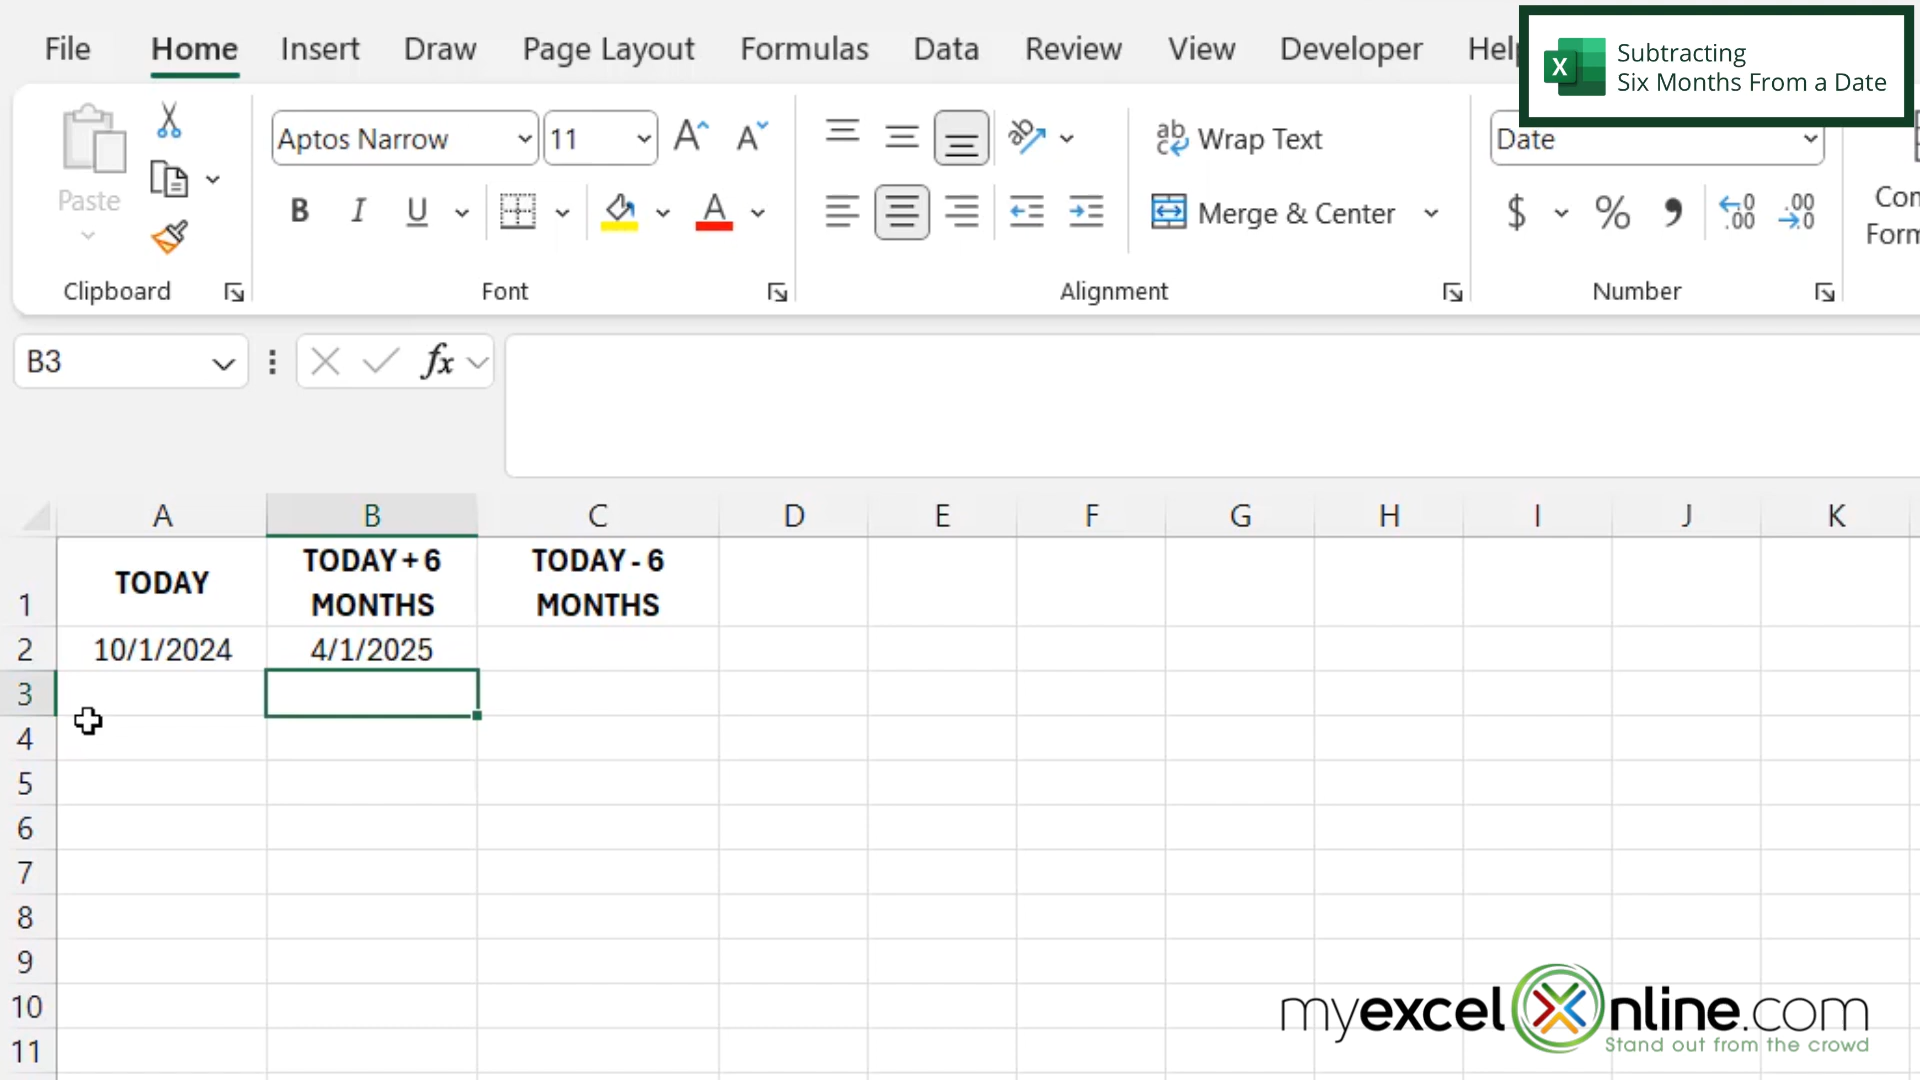 File Home Insert Draw Page Layout Formulas Data Review View Developer Help
Subtracting
Six Months From a Date
Paste
Aptos Narrow
11
Wrap Text
Merge & Center
Date
B I U
$ % 9
Clipboard
Font
Alignment
Number
B3
fx
A B C D E F G H I J K
1 TODAY
TODAY + 6
MONTHS
TODAY - 6
MONTHS
2 10/1/2024 4/1/2025
3
4
5
6
7
8
9
10
11
myexcelonline.com
Stand out from the crowd